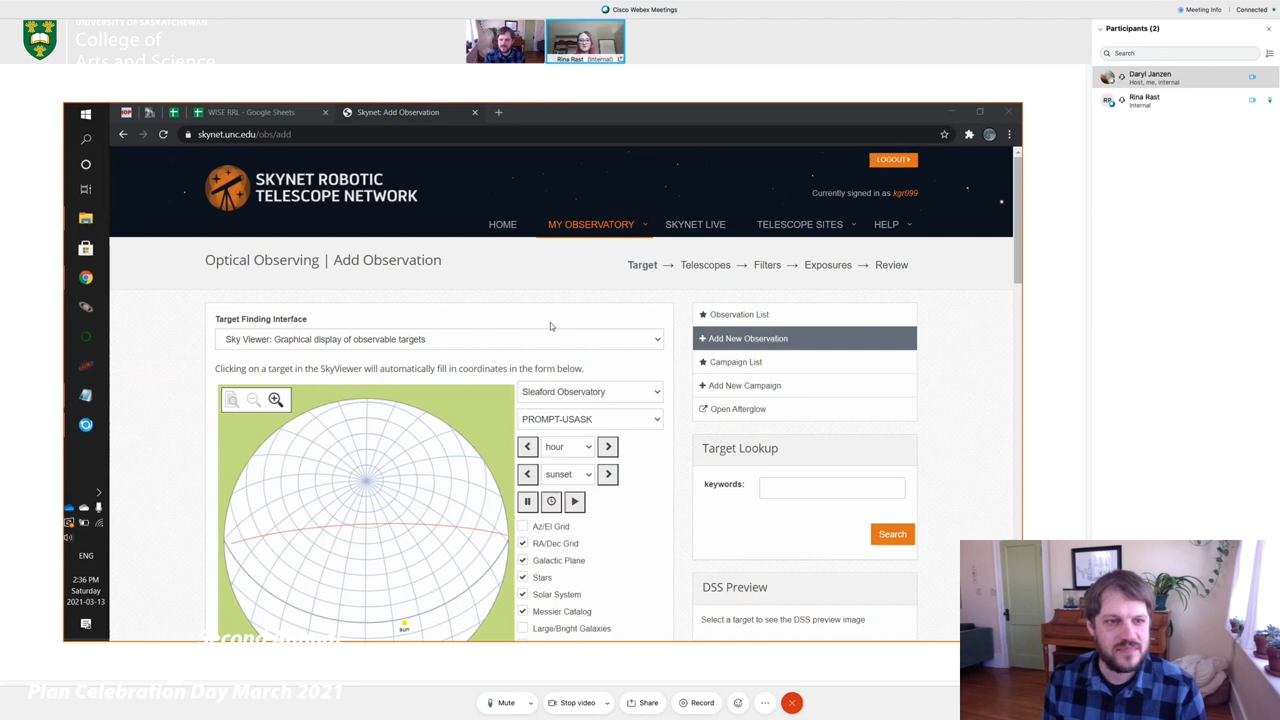 Cisco Webex Meetings
Meeting Info
Connected
UNIVERSITY OF SASKATCHEWAN
College of
Arts and Science
Rina Rast (internal)
Participants (2)
Search
Daryl Janzen
Host, me, internal
RR
Rina Rast
Internal
WISE RRL - Google Sheets
Skynet: Add Observation
skynet.unc.edu/obs/add
LOGOUT
SKYNET ROBOTIC
TELESCOPE NETWORK
Currently signed in as kgr099
HOME
MY OBSERVATORY
SKYNET LIVE
TELESCOPE SITES
HELP
Optical Observing | Add Observation
Target → Telescopes → Filters → Exposures → Review
Target Finding Interface
Sky Viewer: Graphical display of observable targets
Clicking on a target in the SkyViewer will automatically fill in coordinates in the form below.
Sleaford Observatory
PROMPT-USASK
hour
sunset
Az/El Grid
RA/Dec Grid
Galactic Plane
Stars
Solar System
Messier Catalog
Large/Bright Galaxies
sun
Observation List
Add New Observation
Campaign List
Add New Campaign
Open Afterglow
Target Lookup
keywords:
Search
DSS Preview
Select a target to see the DSS preview image
ENG
2:36 PM
Saturday
2021-03-13
Second Annual
Plan Celebration Day March 2021
Mute
Stop video
Share
Record